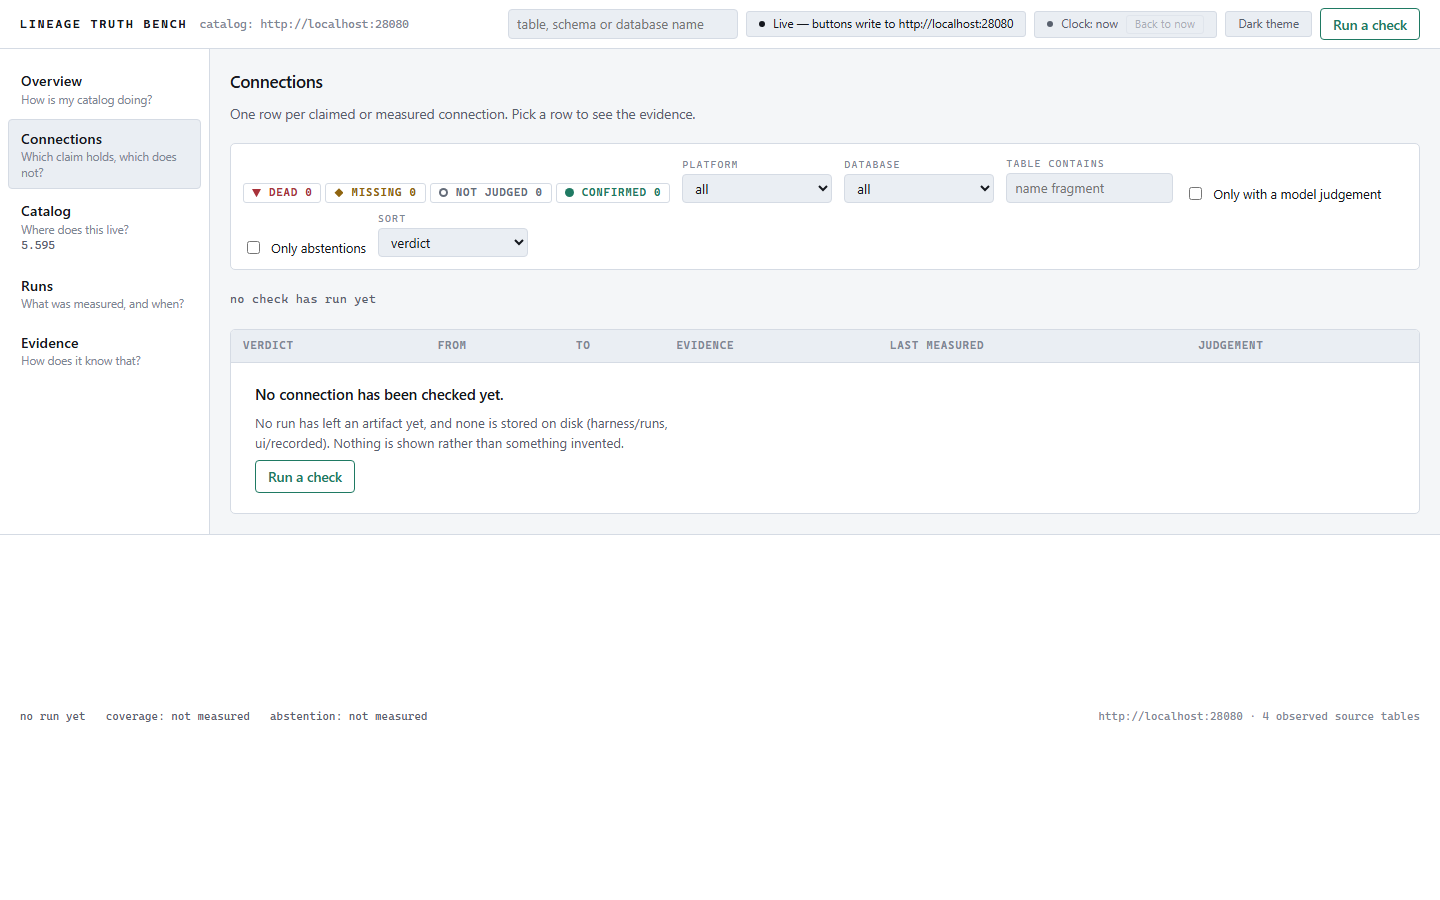 LINEAGE TRUTH BENCH catalog: http://localhost:28080
table, schema or database name
Live — buttons write to http://localhost:28080
Clock: now Back to now
Dark theme
Run a check
Overview
How is my catalog doing?
Connections
Which claim holds, which does
not?
Catalog
Where does this live?
5.595
Runs
What was measured, and when?
Evidence
How does it know that?
Connections
One row per claimed or measured connection. Pick a row to see the evidence.
DEAD 0 MISSING 0 NOT JUDGED 0 CONFIRMED 0
PLATFORM
all
DATABASE
all
TABLE CONTAINS
name fragment
Only with a model judgement
Only abstentions
SORT
verdict
no check has run yet
VERDICT FROM TO EVIDENCE LAST MEASURED JUDGEMENT
No connection has been checked yet.
No run has left an artifact yet, and none is stored on disk (harness/runs,
ui/recorded). Nothing is shown rather than something invented.
Run a check
no run yet coverage: not measured abstention: not measured
http://localhost:28080 · 4 observed source tables